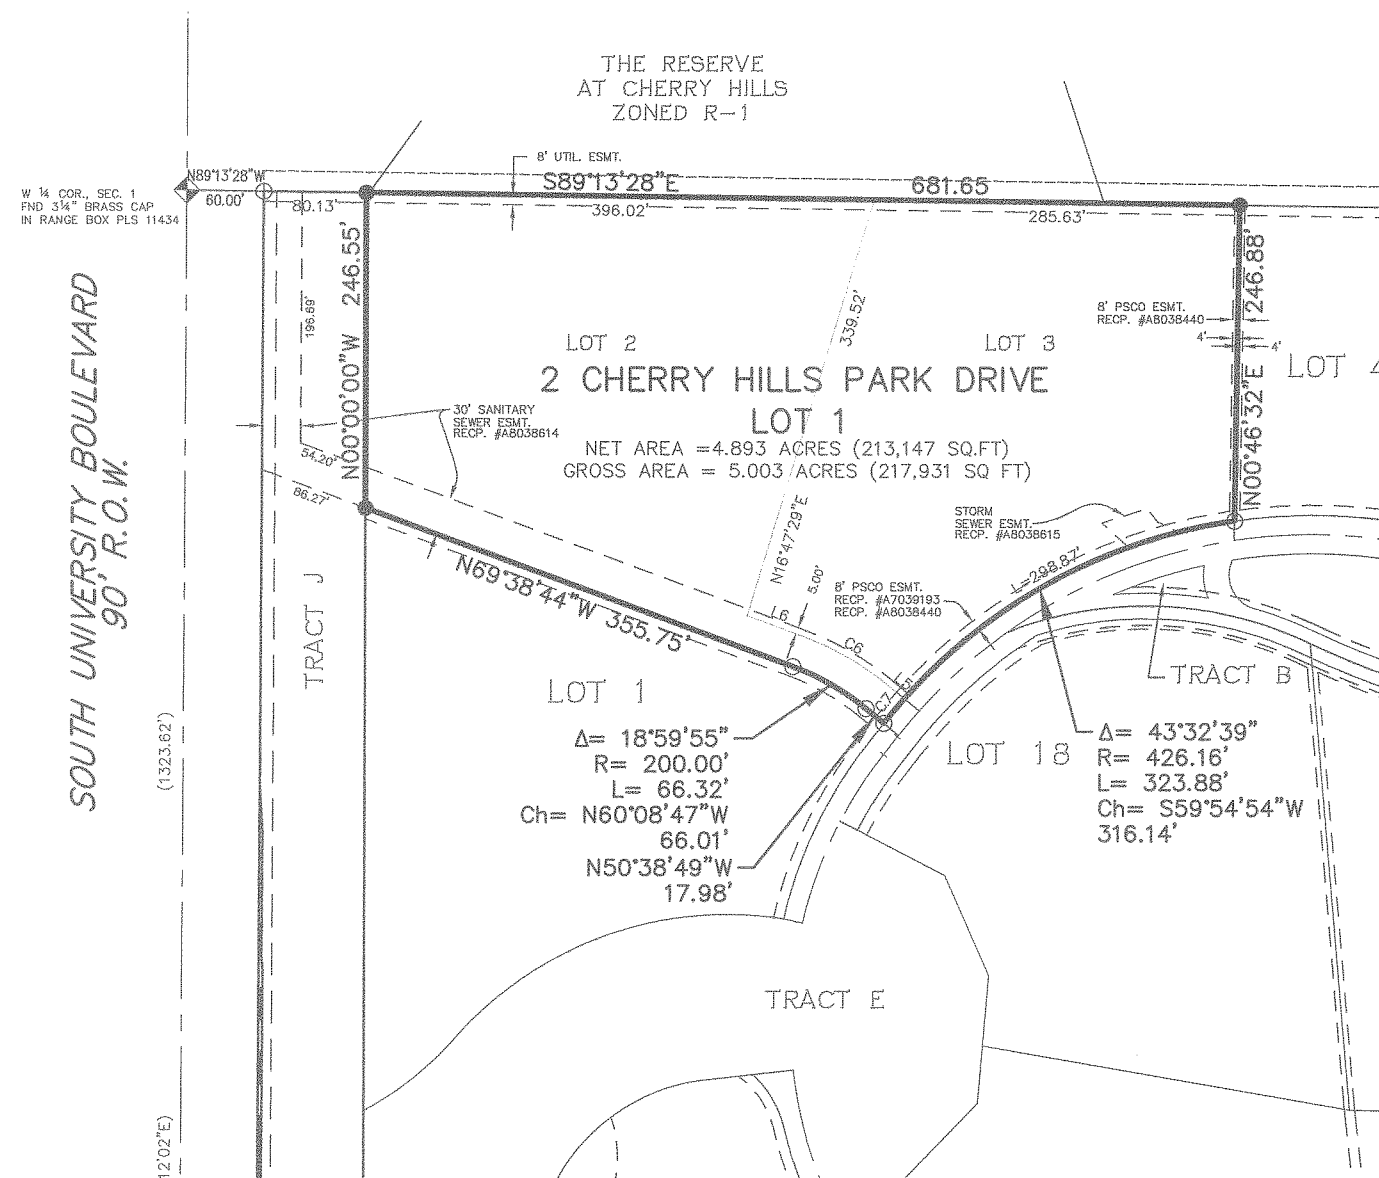 THE RESERVE
AT CHERRY HILLS
ZONED R-1
8' UTIL. ESMT.
N89°13'28"W
S89°13'28"E
681.65
W ¼ COR., SEC. 1
FND 3¼" BRASS CAP
IN RANGE BOX PLS 11434
60.00'
80.13'
396.02'
285.63'
N00°00'00"W 246.55'
196.69'
339.52'
N00°46'32"E 246.88'
8' PSCO ESMT.
RECP. #A8038440
4'
4'
LOT 2
LOT 3
LOT 4
2 CHERRY HILLS PARK DRIVE
LOT 1
NET AREA =4.893 ACRES (213,147 SQ.FT)
GROSS AREA = 5.003 ACRES (217,931 SQ FT)
30' SANITARY
SEWER ESMT.
RECP. #A8038614
54.20'
86.27'
SOUTH UNIVERSITY BOULEVARD
90' R.O.W.
N16°47'29"E
STORM
SEWER ESMT.
RECP. #A8038615
N69°38'44"W 355.75'
5.00'
8' PSCO ESMT.
RECP. #A7039193
RECP. #A8038440
L=298.87'
L6
C6
C7
L5
TRACT J
TRACT B
LOT 1
LOT 18
Δ= 18°59'55"
R= 200.00'
L= 66.32'
Ch= N60°08'47"W
66.01'
N50°38'49"W
17.98'
Δ= 43°32'39"
R= 426.16'
L= 323.88'
Ch= S59°54'54"W
316.14'
(1323.62')
TRACT E
12'02"E)